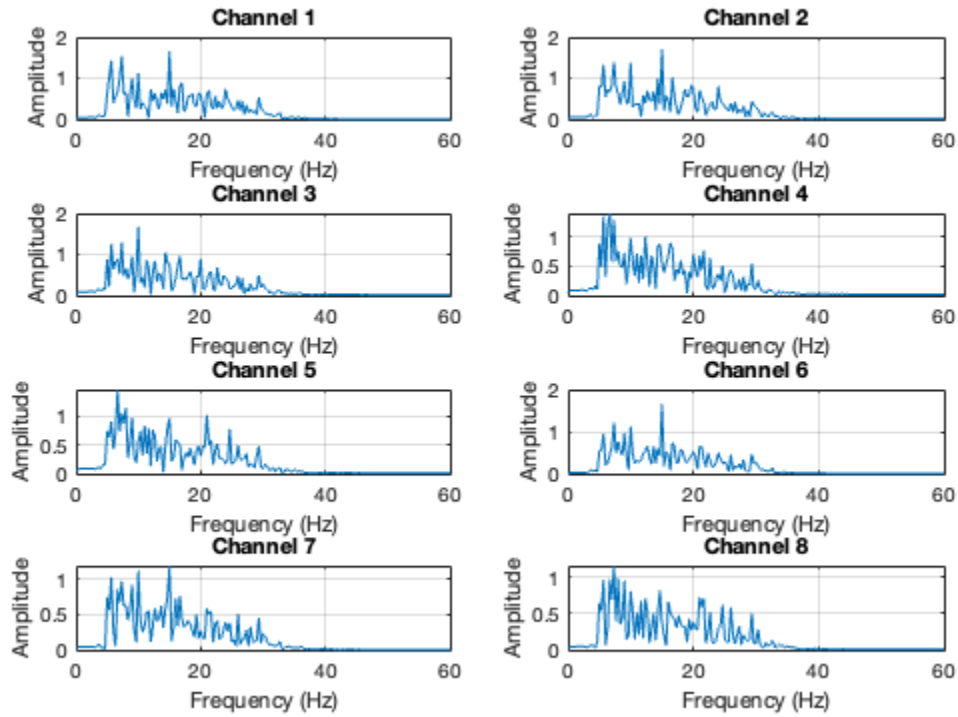 Channel 1
Amplitude
2
1
0
0
20
40
60
Frequency (Hz)
Channel 2
Amplitude
2
1
0
0
20
40
60
Frequency (Hz)
Channel 3
Amplitude
2
1
0
0
20
40
60
Frequency (Hz)
Channel 4
Amplitude
1
0.5
0
0
20
40
60
Frequency (Hz)
Channel 5
Amplitude
1
0.5
0
0
20
40
60
Frequency (Hz)
Channel 6
Amplitude
2
1
0
0
20
40
60
Frequency (Hz)
Channel 7
Amplitude
1
0.5
0
0
20
40
60
Frequency (Hz)
Channel 8
Amplitude
1
0.5
0
0
20
40
60
Frequency (Hz)